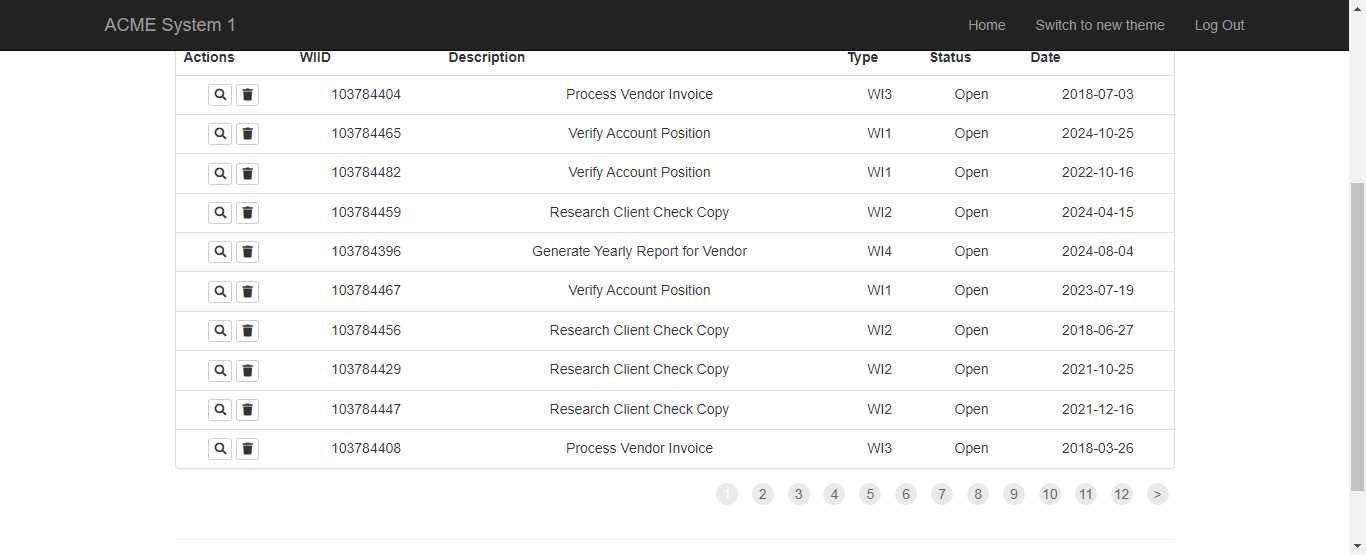 ACME System 1 Home Switch to new theme Log Out
Actions WIID Description Type Status Date
103784404 Process Vendor Invoice WI3 Open 2018-07-03
103784465 Verify Account Position WI1 Open 2024-10-25
103784482 Verify Account Position WI1 Open 2022-10-16
103784459 Research Client Check Copy WI2 Open 2024-04-15
103784396 Generate Yearly Report for Vendor WI4 Open 2024-08-04
103784467 Verify Account Position WI1 Open 2023-07-19
103784456 Research Client Check Copy WI2 Open 2018-06-27
103784429 Research Client Check Copy WI2 Open 2021-10-25
103784447 Research Client Check Copy WI2 Open 2021-12-16
103784408 Process Vendor Invoice WI3 Open 2018-03-26
1 2 3 4 5 6 7 8 9 10 11 12 >